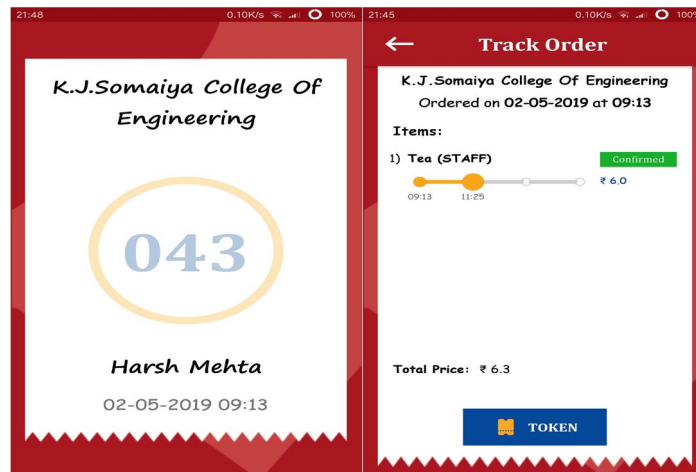 21:48 0.10K/s 100%
K.J.Somaiya College Of
Engineering
043
Harsh Mehta
02-05-2019 09:13
21:45 0.10K/s 100%
Track Order
K.J.Somaiya College Of Engineering
Ordered on 02-05-2019 at 09:13
Items:
1) Tea (STAFF) Confirmed
₹ 6.0
09:13 11:25
Total Price: ₹ 6.3
TOKEN